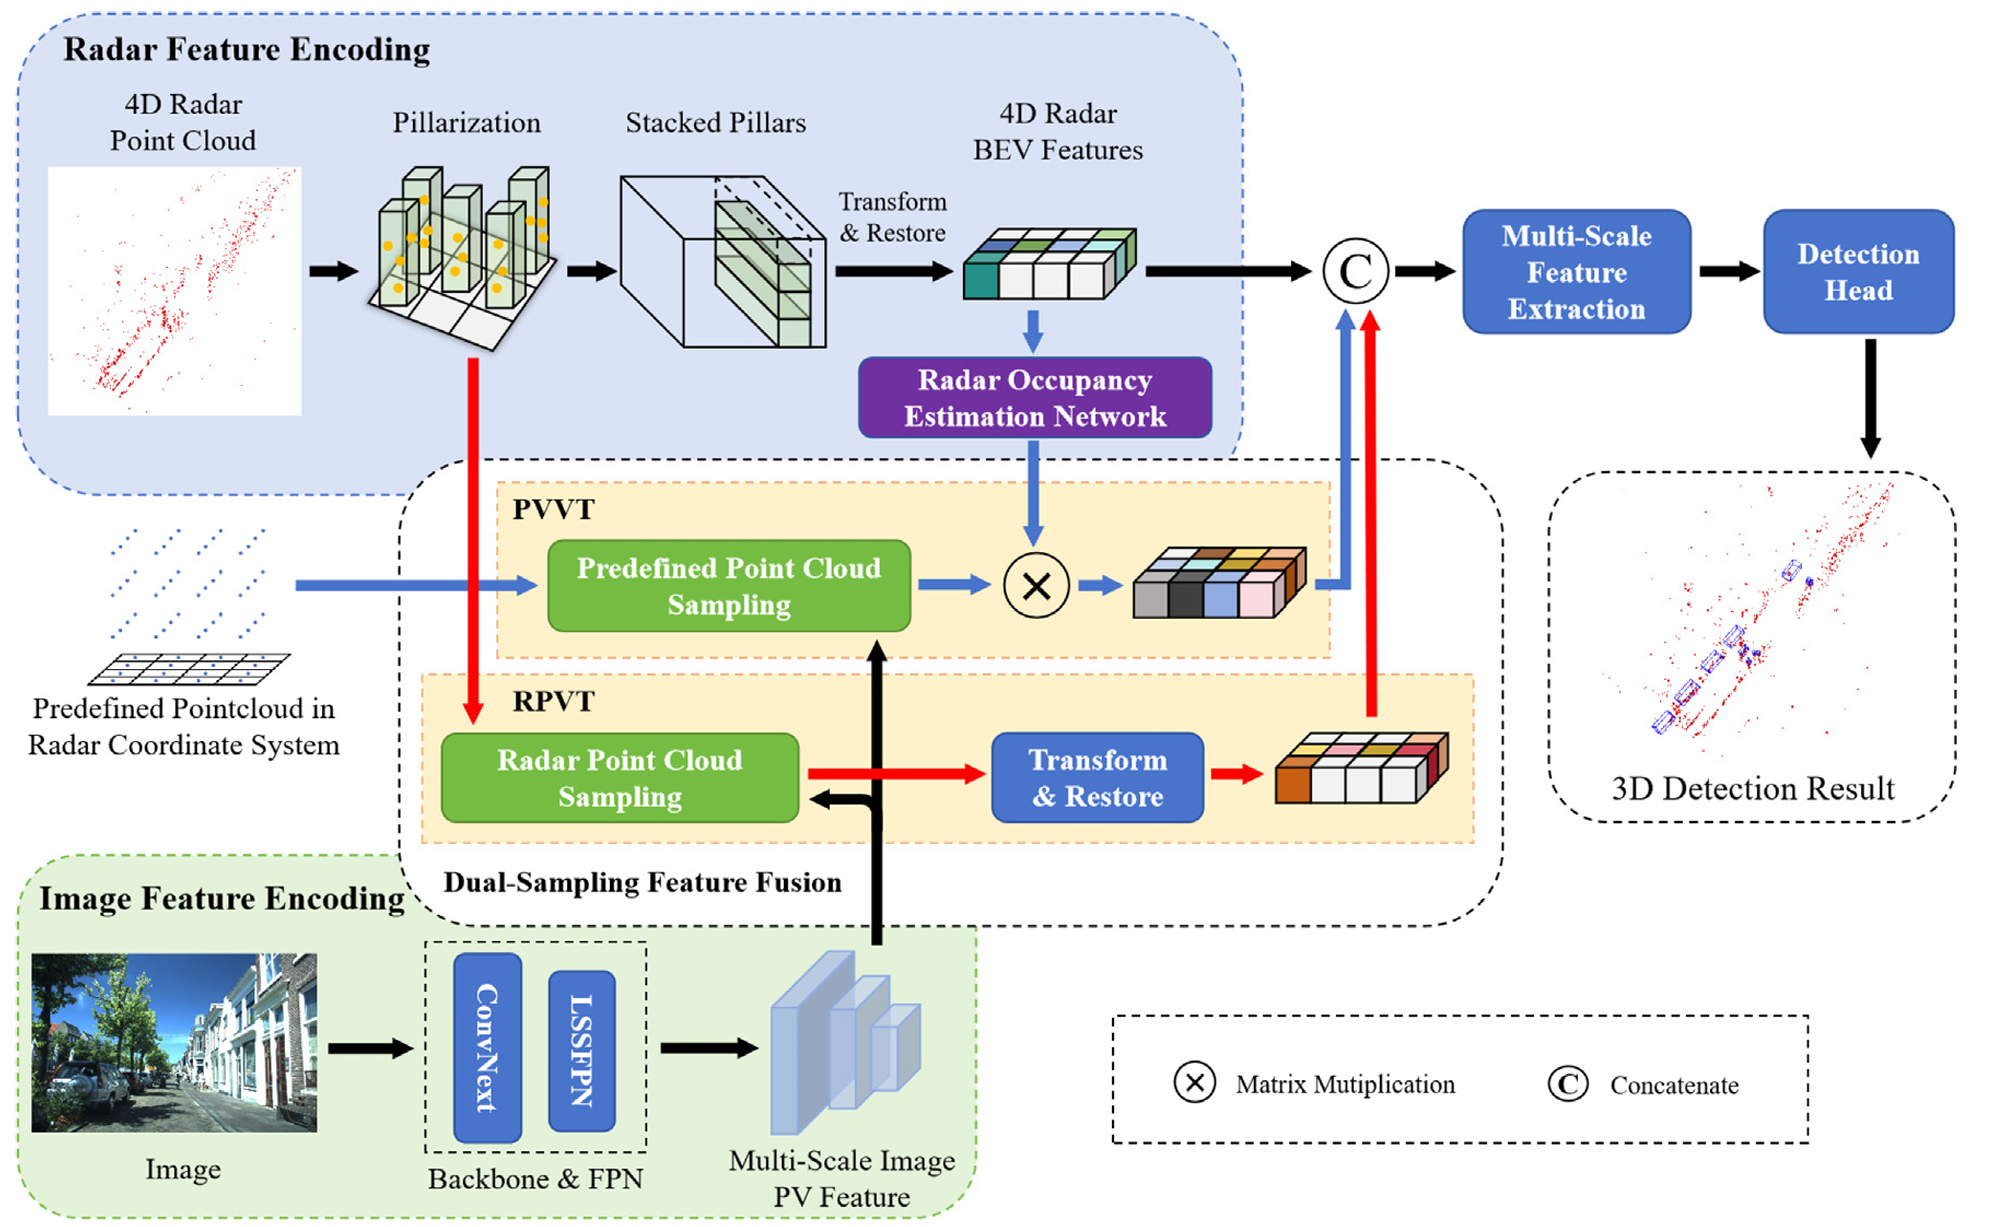 Radar Feature Encoding
4D Radar
Point Cloud
Pillarization
Stacked Pillars
Transform
& Restore
4D Radar
BEV Features
C
Multi-Scale
Feature
Extraction
Detection
Head
Radar Occupancy
Estimation Network
PVVT
Predefined Point Cloud
Sampling
Predefined Pointcloud in
Radar Coordinate System
RPVT
Radar Point Cloud
Sampling
Transform
& Restore
3D Detection Result
Dual-Sampling Feature Fusion
Image Feature Encoding
ConvNext
LSSFPN
Image
Backbone & FPN
Multi-Scale Image
PV Feature
Matrix Mutiplication
C Concatenate